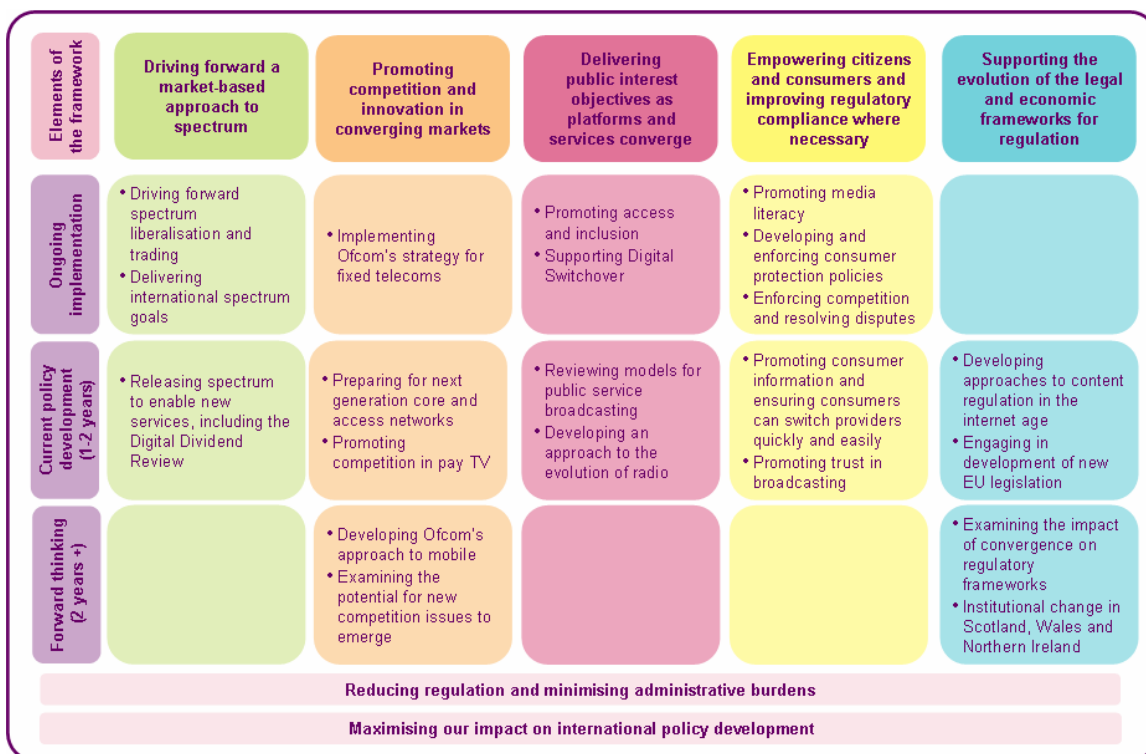 Elements of
the framework
Driving forward a
market-based
approach to
spectrum
Promoting
competition and
innovation in
converging markets
Delivering
public interest
objectives as
platforms and
services converge
Empowering citizens
and consumers and
improving regulatory
compliance where
necessary
Supporting the
evolution of the legal
and economic
frameworks for
regulation
Ongoing
implementation
• Driving forward
spectrum
liberalisation and
trading
• Delivering
international spectrum
goals
• Implementing
Ofcom's strategy for
fixed telecoms
• Promoting access
and inclusion
• Supporting Digital
Switchover
• Promoting media
literacy
• Developing and
enforcing consumer
protection policies
• Enforcing competition
and resolving disputes
Current policy
development
(1-2 years)
• Releasing spectrum
to enable new
services, including the
Digital Dividend
Review
• Preparing for next
generation core and
access networks
• Promoting
competition in pay TV
• Reviewing models for
public service
broadcasting
• Developing an
approach to the
evolution of radio
• Promoting consumer
information and
ensuring consumers
can switch providers
quickly and easily
• Promoting trust in
broadcasting
• Developing
approaches to content
regulation in the
internet age
• Engaging in
development of new
EU legislation
Forward thinking
(2 years +)
• Developing Ofcom's
approach to mobile
• Examining the
potential for new
competition issues to
emerge
• Examining the impact
of convergence on
regulatory
frameworks
• Institutional change in
Scotland, Wales and
Northern Ireland
Reducing regulation and minimising administrative burdens
Maximising our impact on international policy development